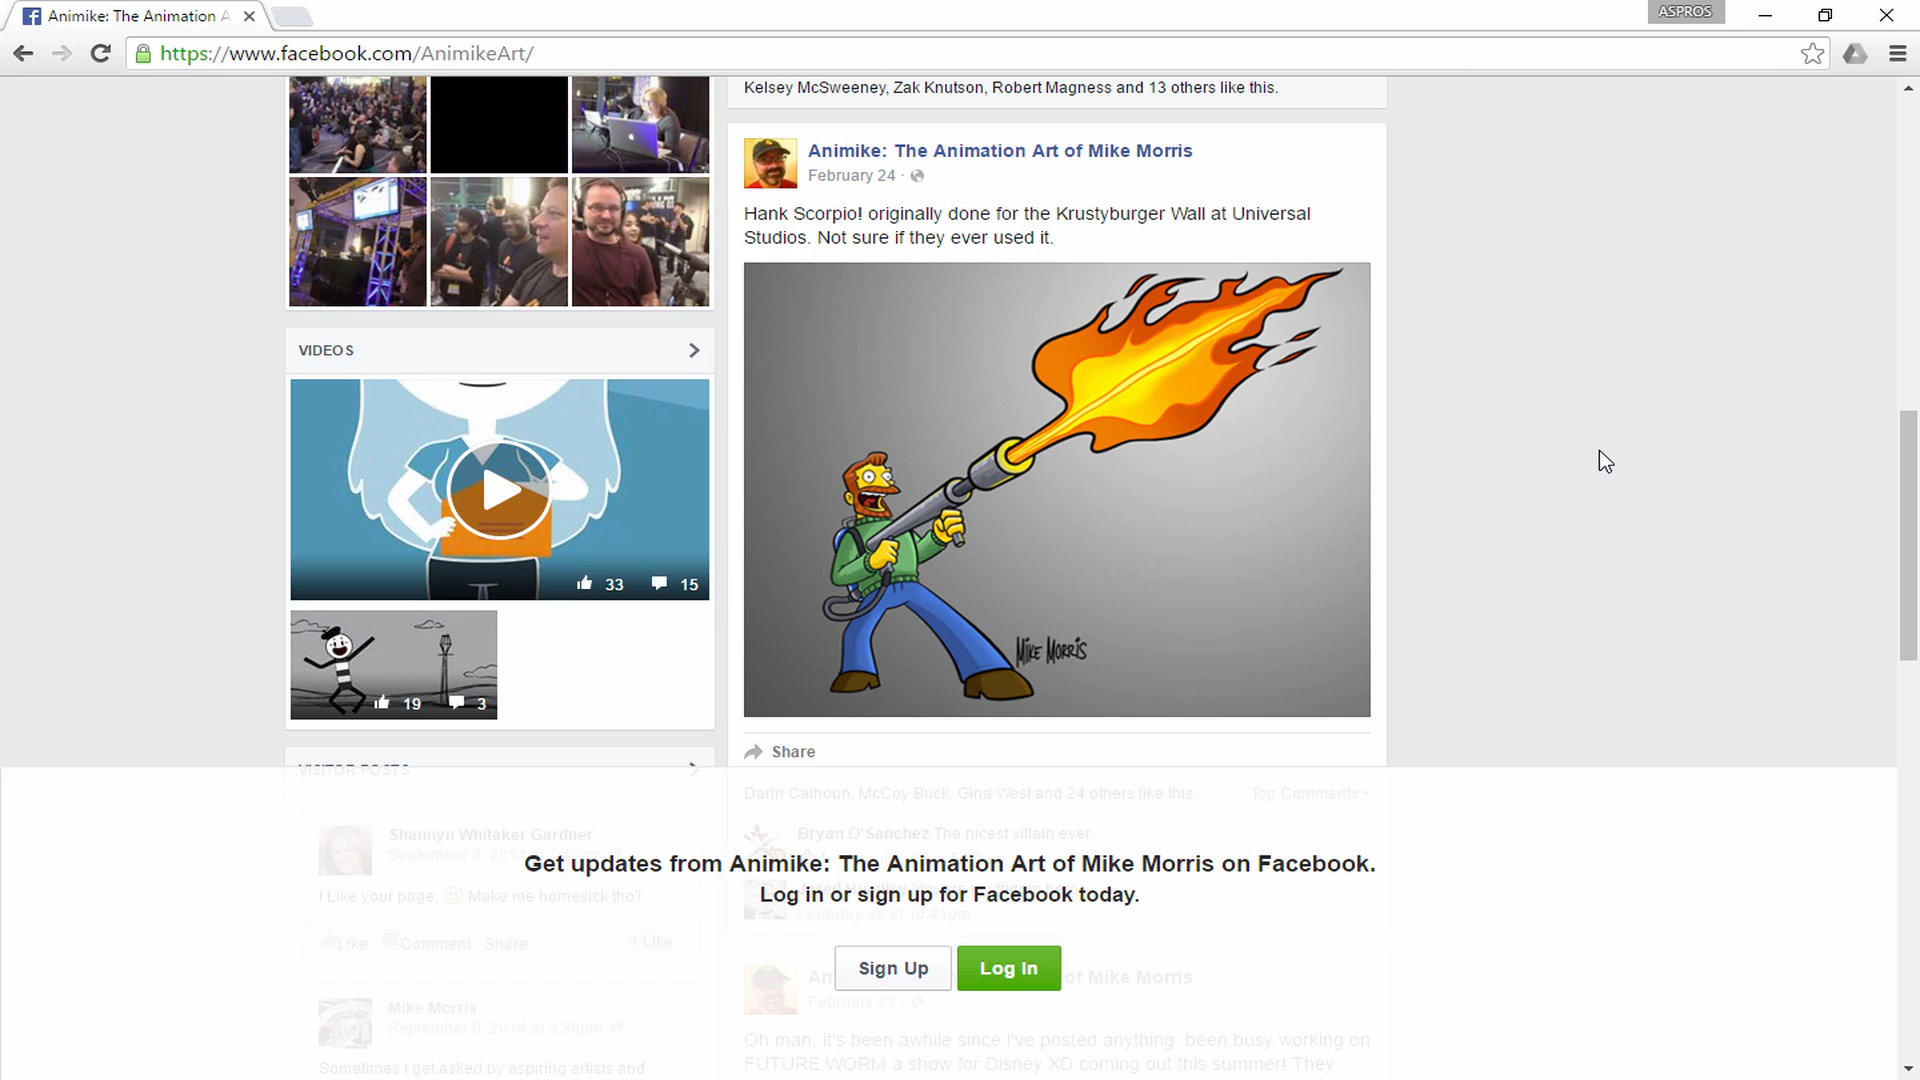 Animike: The Animation A
ASPROS
https://www.facebook.com/AnimikeArt/
Kelsey McSweeney, Zak Knutson, Robert Magness and 13 others like this.
Animike: The Animation Art of Mike Morris
February 24 ·
Hank Scorpio! originally done for the Krustyburger Wall at Universal
Studios. Not sure if they ever used it.
MIKE MORRIS
Share
Darin Calhoun, McCoy Buck, Gina West and 24 others like this.
Top Comments
Bryan O'Sanchez The nicest villain ever.
VIDEOS
33
15
19
3
VISITOR POSTS
Shannyn Whitaker Gardner
September 9, 2014
I Like your page. 🙂 Make me homesick tho'!
Like Comment Share
1 Like
Mike Morris
September 8, 2014 at 3:39pm
Sometimes I get asked by aspiring artists and
Get updates from Animike: The Animation Art of Mike Morris on Facebook.
Log in or sign up for Facebook today.
Sign Up
Log In
An
of Mike Morris
February 23 ·
Oh man, it's been awhile since i've posted anything. been busy working on
FUTURE WORM a show for Disney XD coming out this summer! They